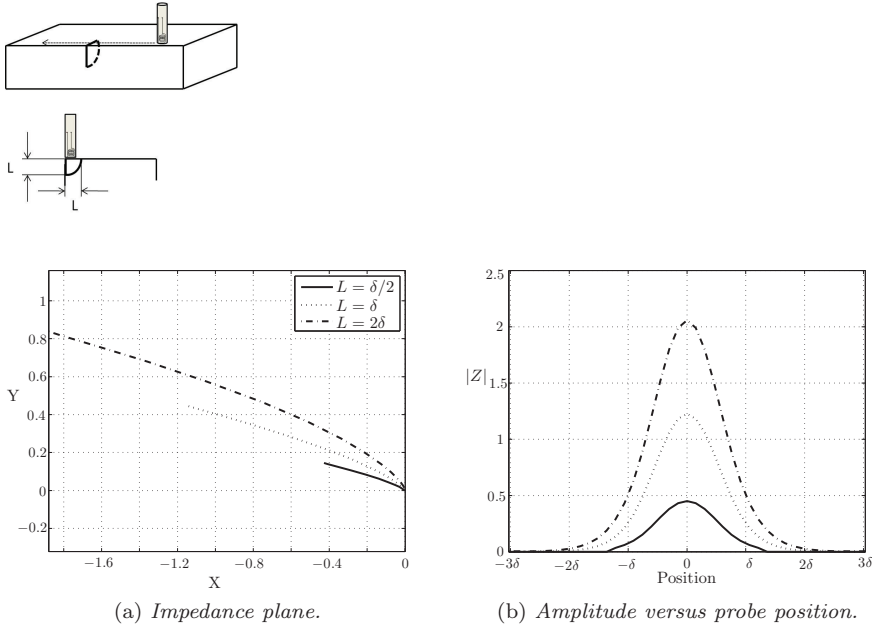 L
L
1
0.8
0.6
Y
0.4
0.2
0
−0.2
−1.6
−1.2
−0.8
−0.4
0
X
L = δ/2
L = δ
L = 2δ
(a) Impedance plane.
2.5
2
|Z|
1.5
1
0.5
0
−3δ
−2δ
−δ
0
δ
2δ
3δ
Position
(b) Amplitude versus probe position.